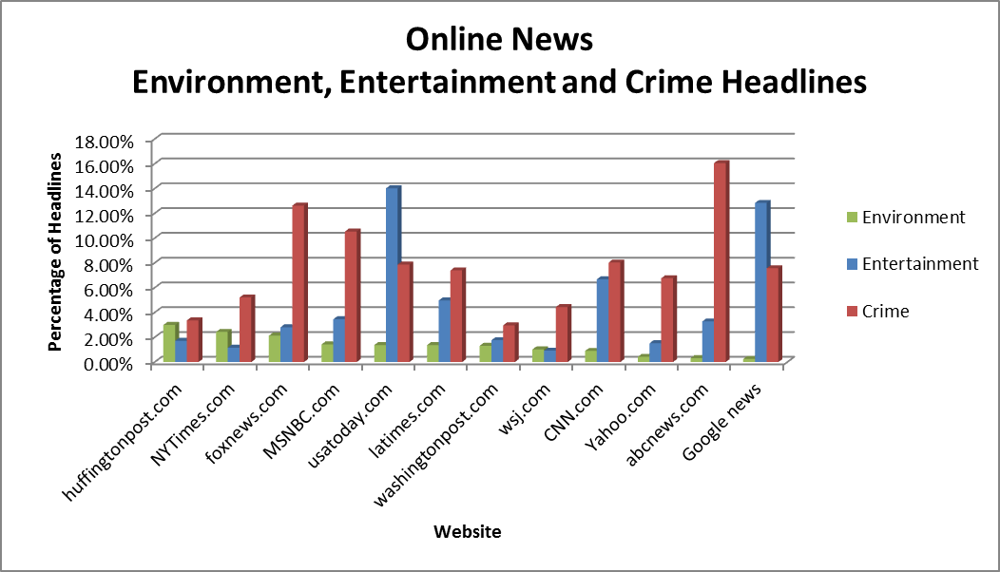 Online News
Environment, Entertainment and Crime Headlines
Percentage of Headlines
18.00%
16.00%
14.00%
12.00%
10.00%
8.00%
6.00%
4.00%
2.00%
0.00%
huffingtonpost.com
NYTimes.com
foxnews.com
MSNBC.com
usatoday.com
latimes.com
washingtonpost.com
wsj.com
CNN.com
Yahoo.com
abcnews.com
Google news
Website
Environment
Entertainment
Crime